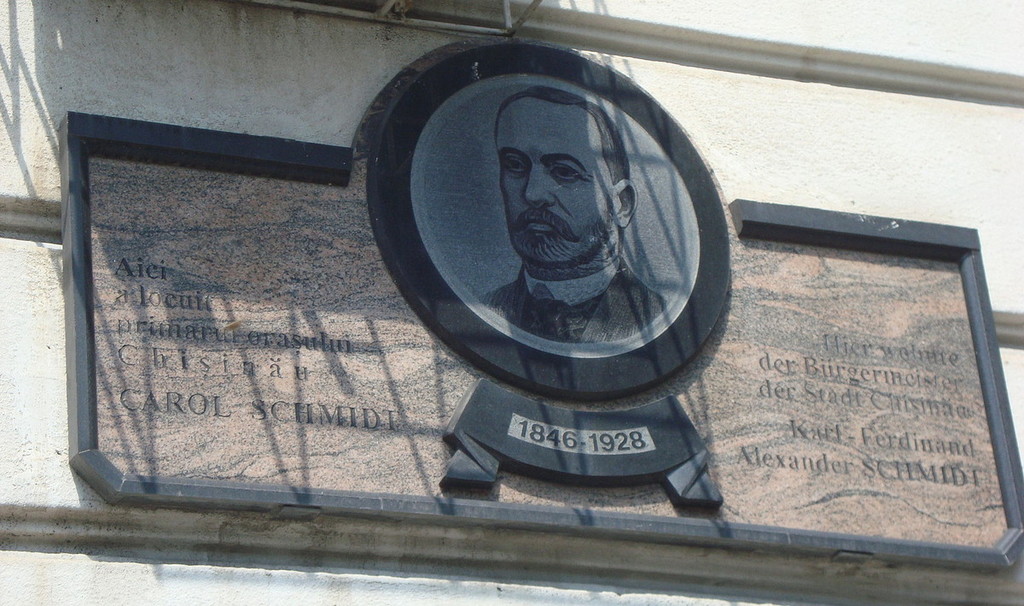 Aici
a locuit
primarul orașului
Chișinău
CAROL SCHMIDT
1846-1928
Hier wohnte
der Bürgermeister
der Stadt Chișinău
Karl-Ferdinand
Alexander SCHMIDT